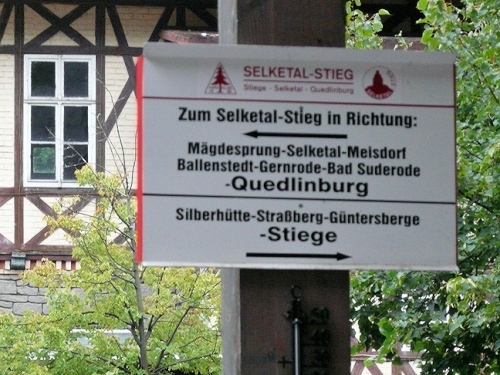 SELKETAL-STIEG
Stiege - Selketal - Quedlinburg
Zum Selketal-Stieg in Richtung:
Mägdesprung-Selketal-Meisdorf
Ballenstedt-Gernrode-Bad Suderode
-Quedlinburg
Silberhütte-Straßberg-Güntersberge
-Stiege